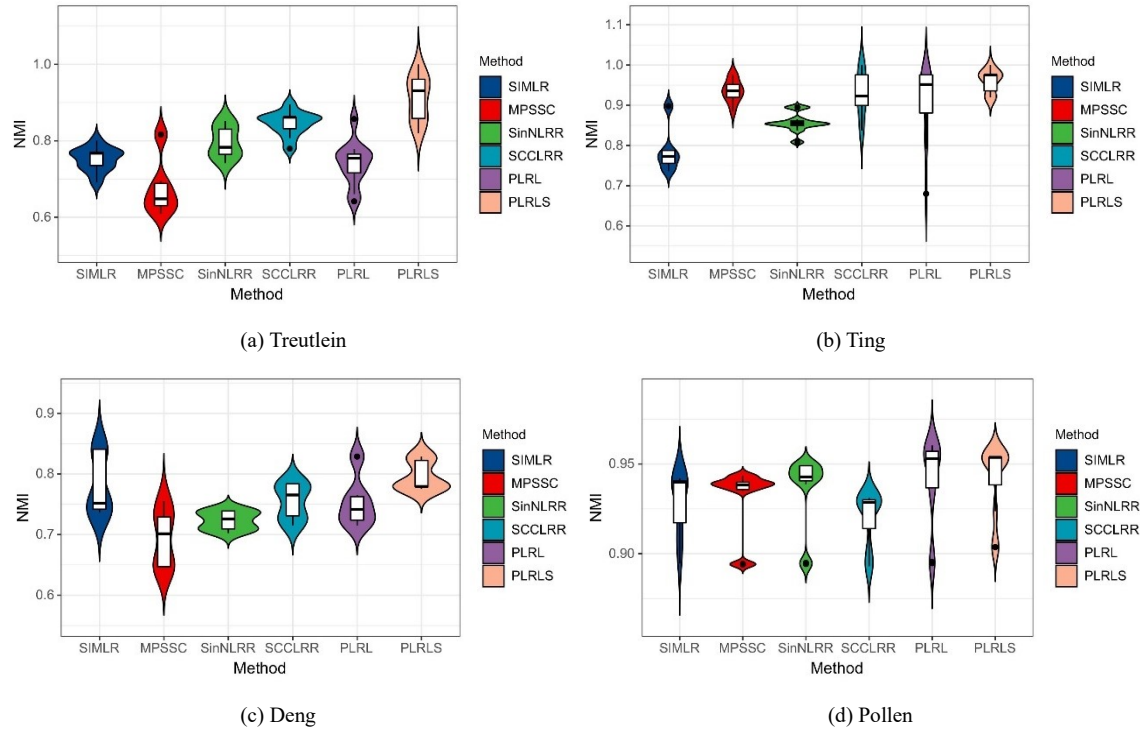 NMI
1.0
0.8
0.6
SIMLR
MPSSC
SinNLRR
SCCLRR
PLRL
PLRLS
Method
Method
SIMLR
MPSSC
SinNLRR
SCCLRR
PLRL
PLRLS
(a) Treutlein
NMI
1.1
1.0
0.9
0.8
0.7
0.6
SIMLR
MPSSC
SinNLRR
SCCLRR
PLRL
PLRLS
Method
Method
SIMLR
MPSSC
SinNLRR
SCCLRR
PLRL
PLRLS
(b) Ting
NMI
0.9
0.8
0.7
0.6
SIMLR
MPSSC
SinNLRR
SCCLRR
PLRL
PLRLS
Method
Method
SIMLR
MPSSC
SinNLRR
SCCLRR
PLRL
PLRLS
(c) Deng
NMI
0.95
0.90
SIMLR
MPSSC
SinNLRR
SCCLRR
PLRL
PLRLS
Method
Method
SIMLR
MPSSC
SinNLRR
SCCLRR
PLRL
PLRLS
(d) Pollen